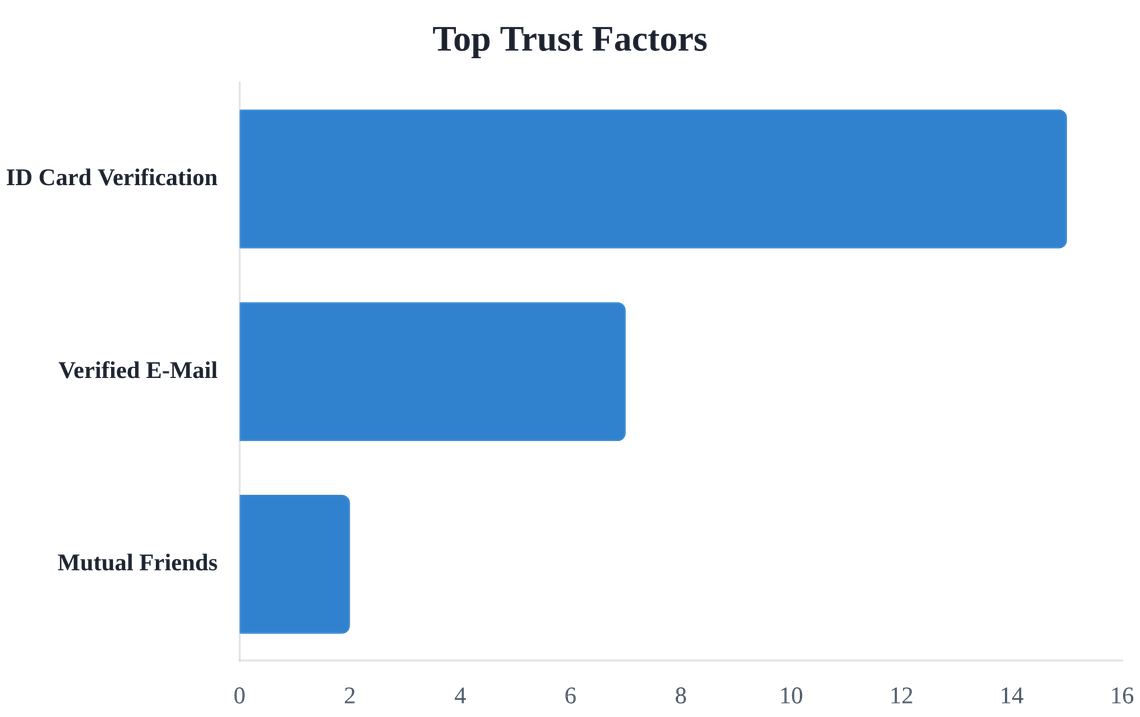 Top Trust Factors
ID Card Verification
Verified E-Mail
Mutual Friends
0 2 4 6 8 10 12 14 16